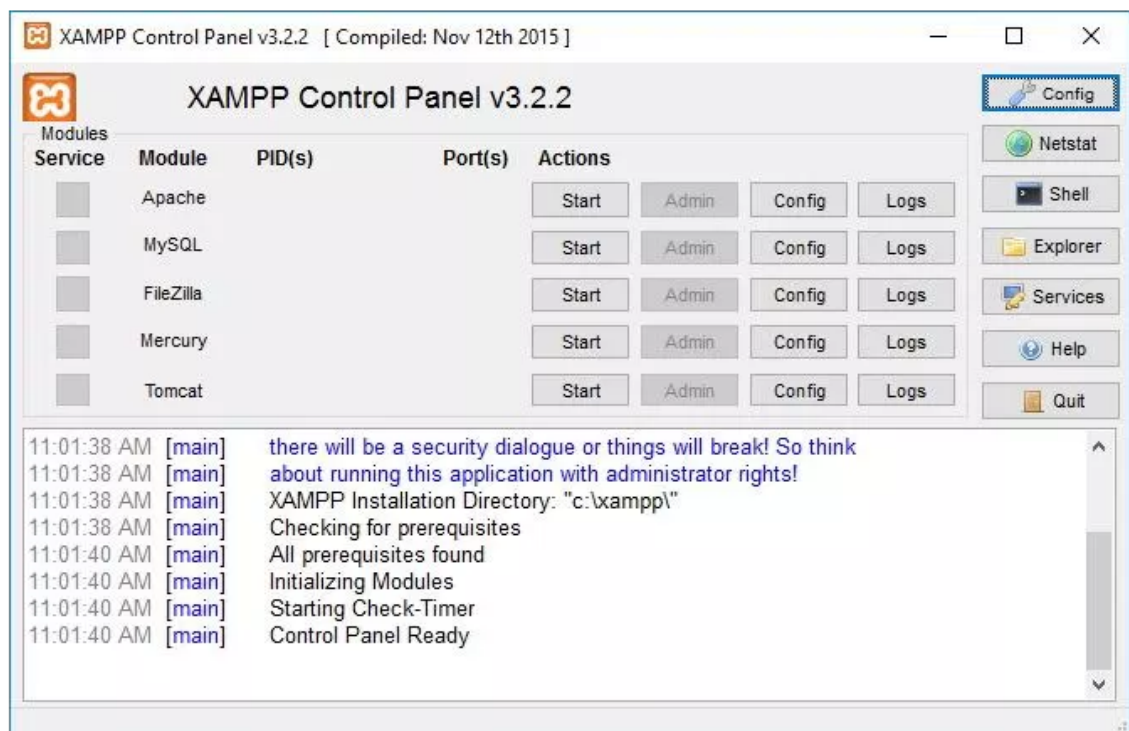 XAMPP Control Panel v3.2.2 [ Compiled: Nov 12th 2015 ]
XAMPP Control Panel v3.2.2
Config
Modules
Netstat
Service Module PID(s) Port(s) Actions
Apache Start Admin Config Logs
Shell
MySQL Start Admin Config Logs
Explorer
FileZilla Start Admin Config Logs
Services
Mercury Start Admin Config Logs
Help
Tomcat Start Admin Config Logs
Quit
11:01:38 AM [main] there will be a security dialogue or things will break! So think
11:01:38 AM [main] about running this application with administrator rights!
11:01:38 AM [main] XAMPP Installation Directory: "c:\xampp\"
11:01:38 AM [main] Checking for prerequisites
11:01:40 AM [main] All prerequisites found
11:01:40 AM [main] Initializing Modules
11:01:40 AM [main] Starting Check-Timer
11:01:40 AM [main] Control Panel Ready